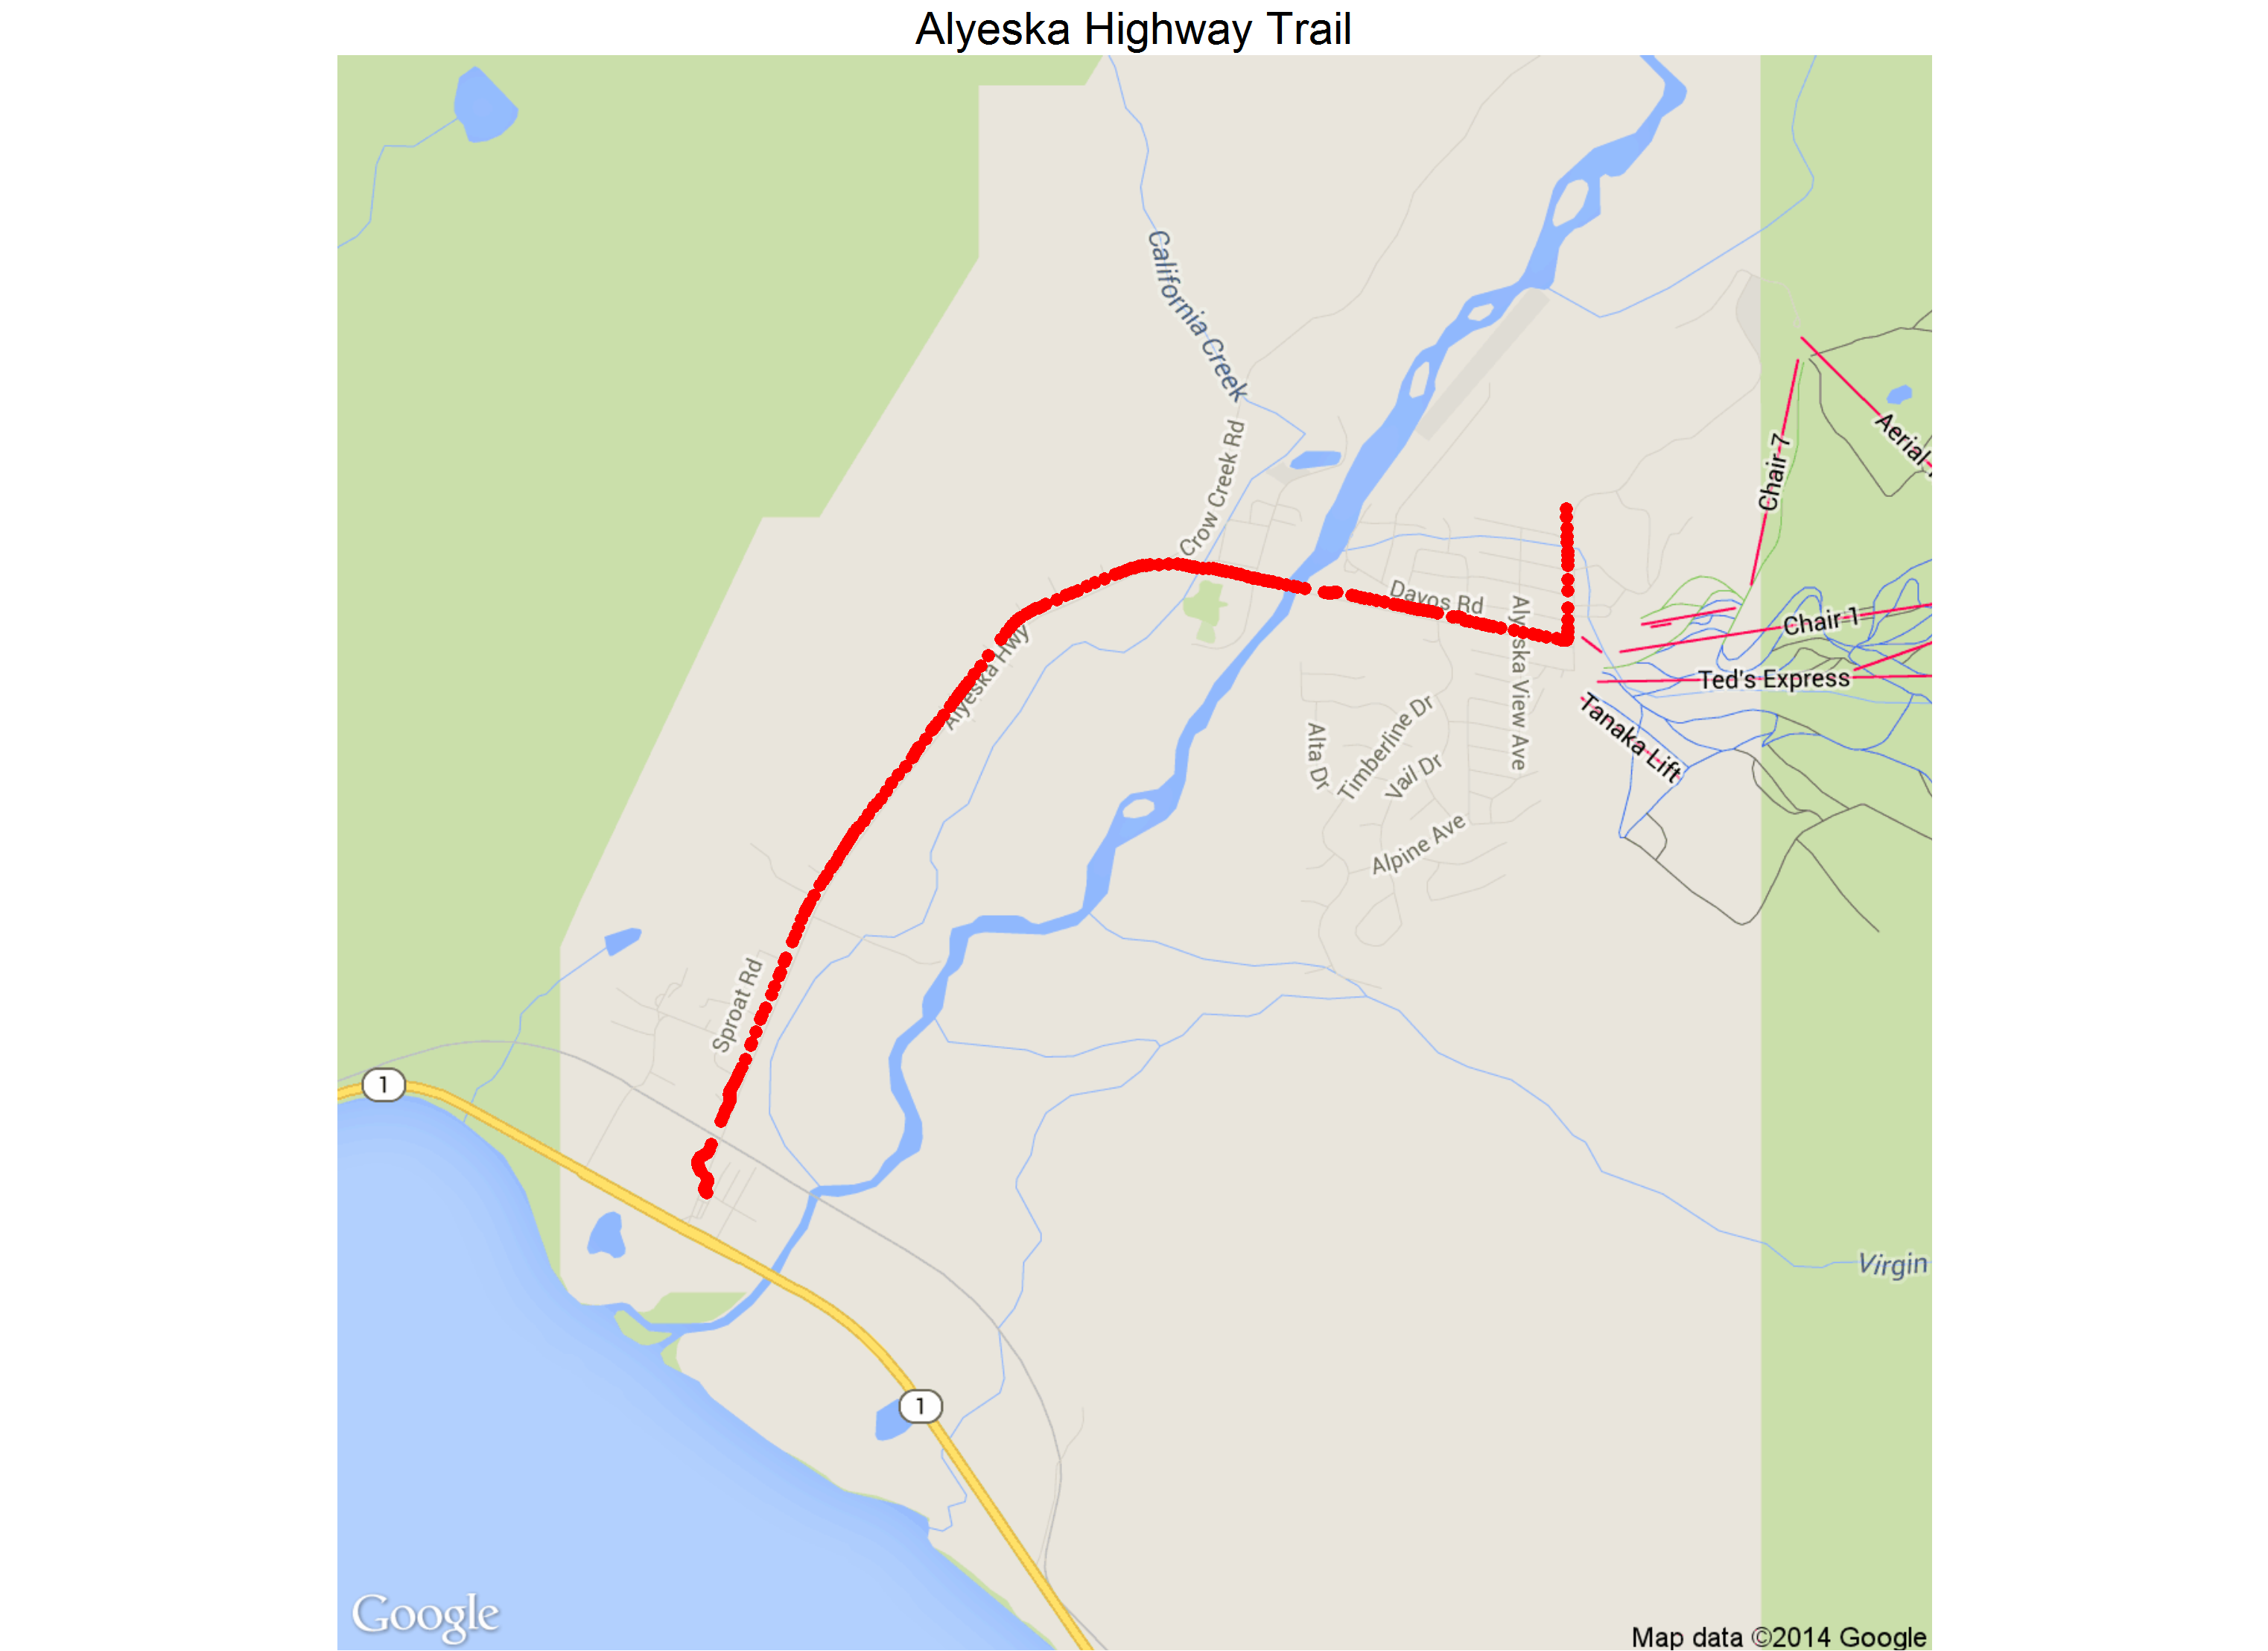 Alyeska Highway Trail
California Creek
Crow Creek Rd
Chair 7
Aerial
Davos Rd
Alyeska Hwy
Alyeska View Ave
Chair 1
Ted's Express
Tanaka Lift
Alta Dr
Timberline Dr
Vail Dr
Alpine Ave
Sproat Rd
1
Virgin
1
Google
Map data ©2014 Google